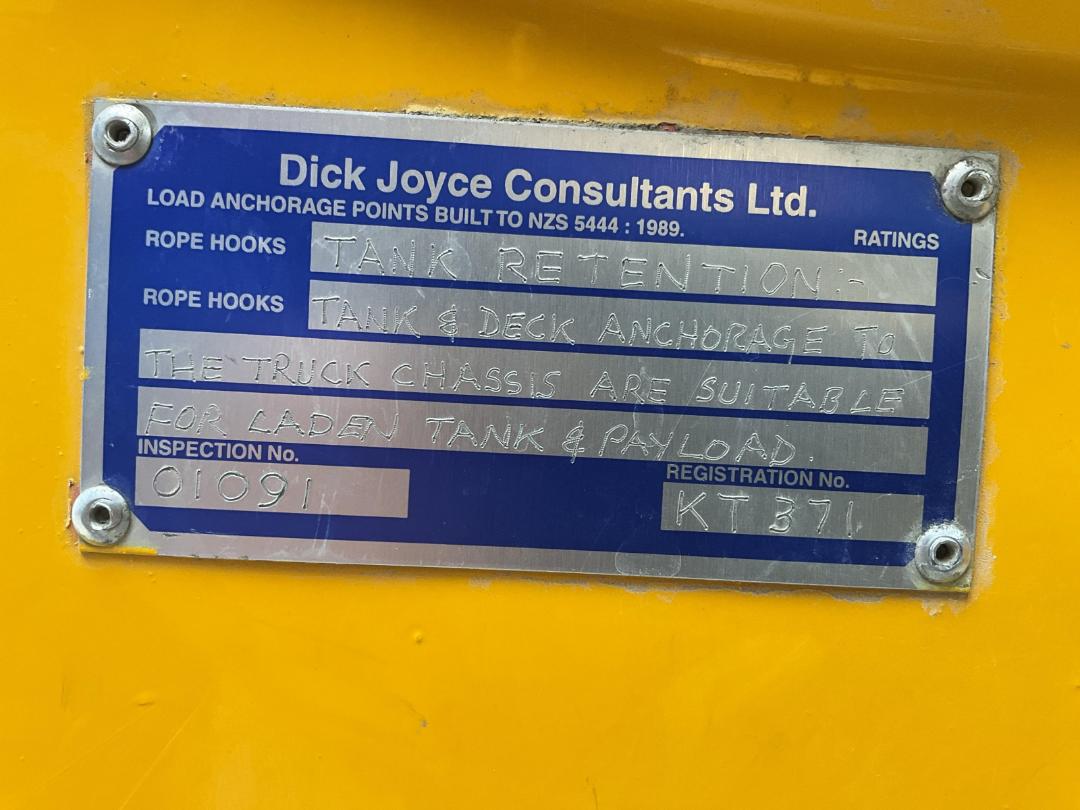 Dick Joyce Consultants Ltd.
LOAD ANCHORAGE POINTS BUILT TO NZS 5444 : 1989.
RATINGS
ROPE HOOKS TANK RETENTION:-
ROPE HOOKS TANK & DECK ANCHORAGE TO
THE TRUCK CHASSIS ARE SUITABLE
FOR LADEN TANK & PAYLOAD.
INSPECTION No. REGISTRATION No.
01091 KT 371